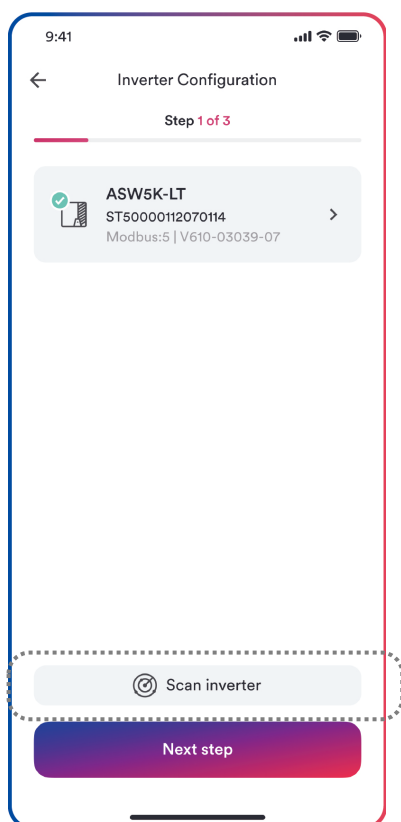 9:41
Inverter Configuration
Step 1 of 3
ASW5K-LT
ST50000112070114
Modbus:5 | V610-03039-07
Scan inverter
Next step